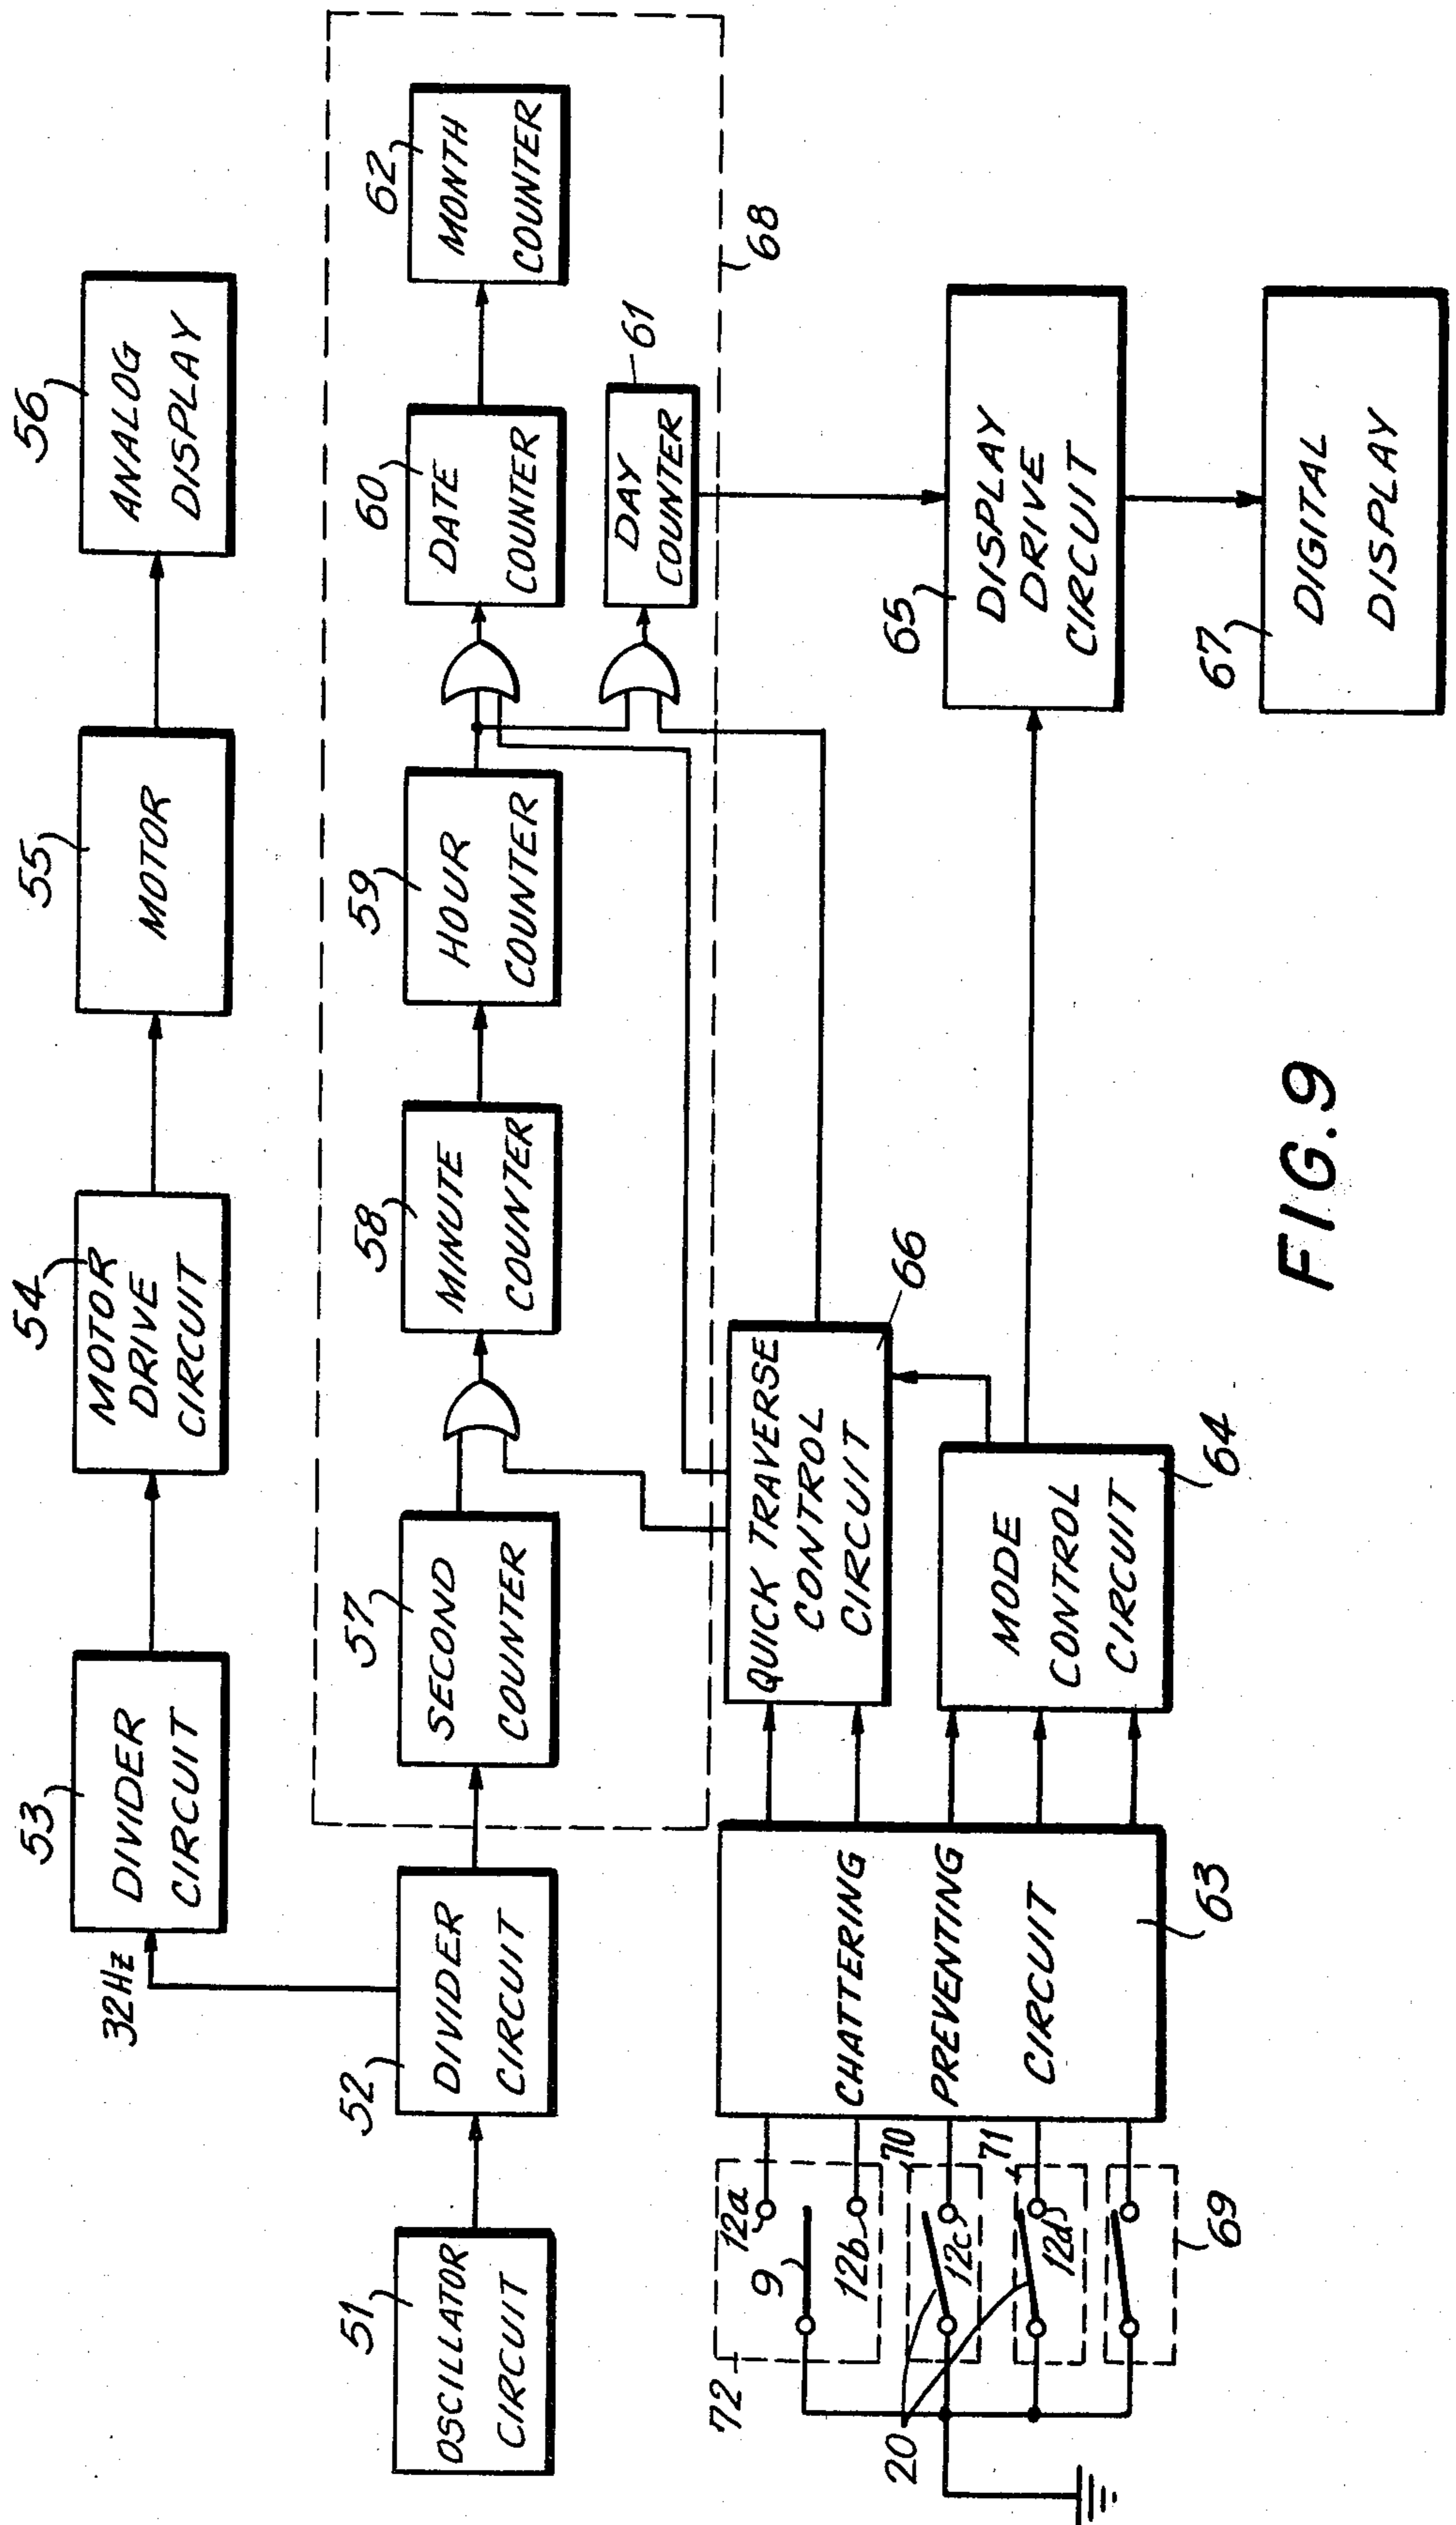 56
ANALOG
DISPLAY
55
MOTOR
54
MOTOR
DRIVE
CIRCUIT
53
DIVIDER
CIRCUIT
32Hz
62
MONTH
COUNTER
60
DATE
COUNTER
61
DAY
COUNTER
59
HOUR
COUNTER
58
MINUTE
COUNTER
57
SECOND
COUNTER
68
52
DIVIDER
CIRCUIT
51
OSCILLATOR
CIRCUIT
65
DISPLAY
DRIVE
CIRCUIT
67
DIGITAL
DISPLAY
66
QUICK TRAVERSE
CONTROL
CIRCUIT
64
MODE
CONTROL
CIRCUIT
63
CHATTERING
PREVENTING
CIRCUIT
72
12a
9
12b
70
12c
71
12d
20
69
FIG.9